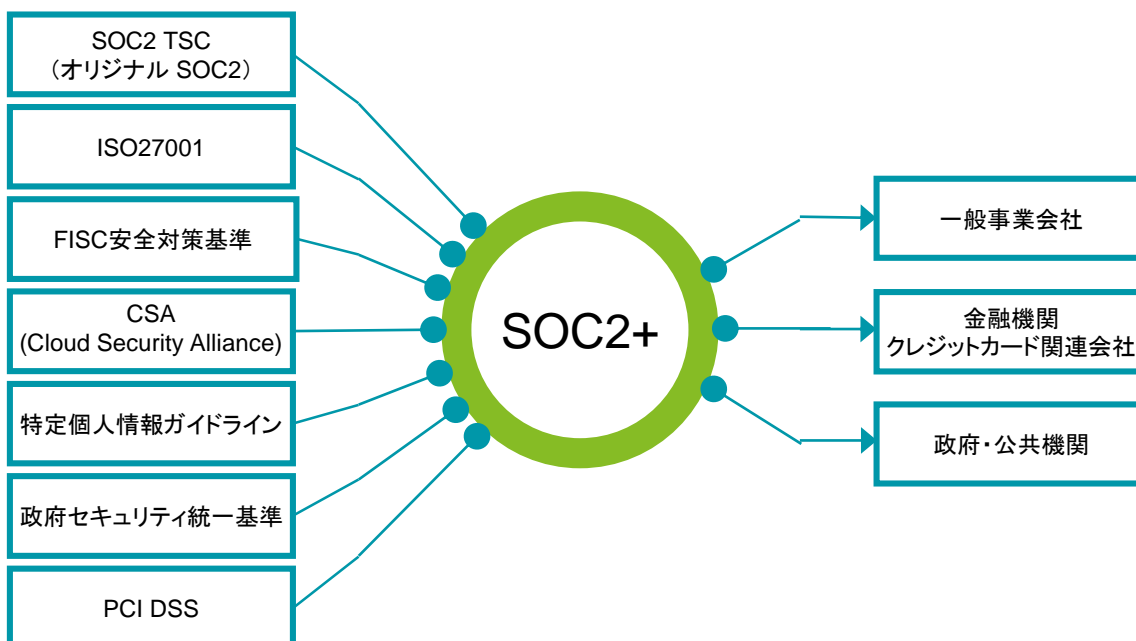 SOC2 TSC
（オリジナル SOC2）
ISO27001
FISC安全対策基準
CSA
(Cloud Security Alliance)
特定個人情報ガイドライン
政府セキュリティ統一基準
PCI DSS
SOC2+
一般事業会社
金融機関
クレジットカード関連会社
政府・公共機関